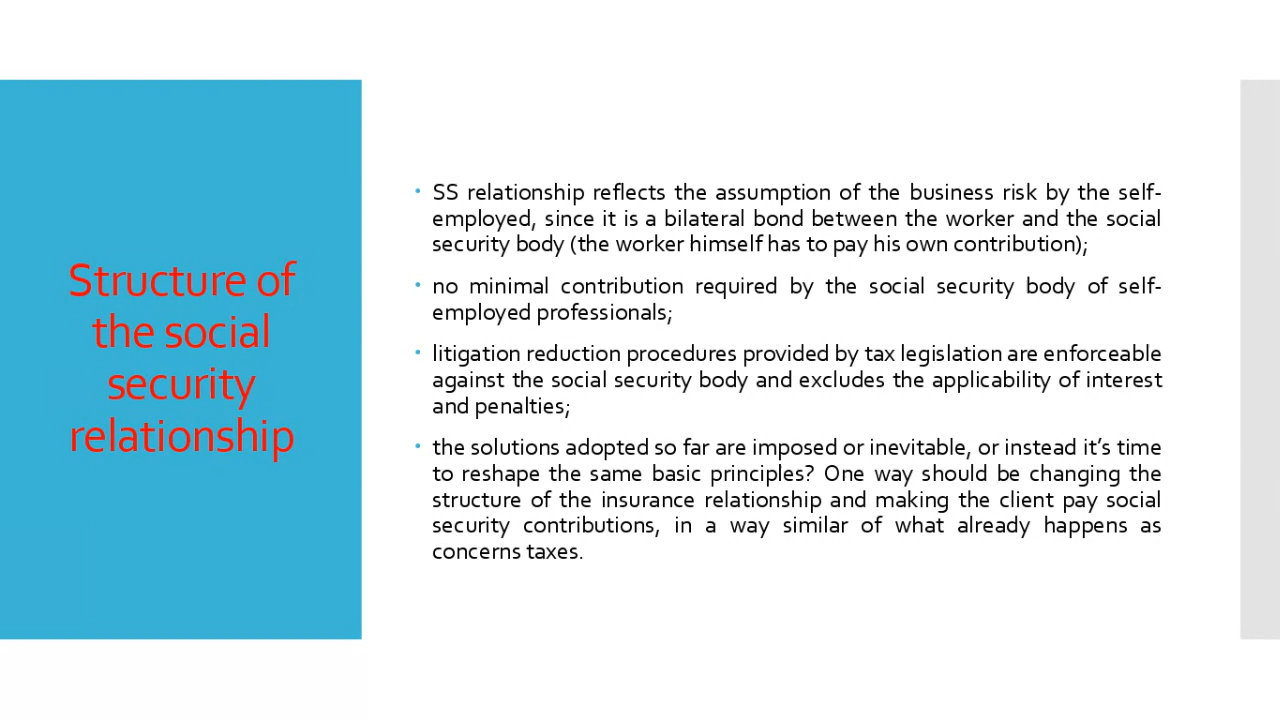 Structure of
the social
security
relationship
• SS relationship reflects the assumption of the business risk by the self-
employed, since it is a bilateral bond between the worker and the social
security body (the worker himself has to pay his own contribution);
• no minimal contribution required by the social security body of self-
employed professionals;
• litigation reduction procedures provided by tax legislation are enforceable
against the social security body and excludes the applicability of interest
and penalties;
• the solutions adopted so far are imposed or inevitable, or instead it’s time
to reshape the same basic principles? One way should be changing the
structure of the insurance relationship and making the client pay social
security contributions, in a way similar of what already happens as
concerns taxes.